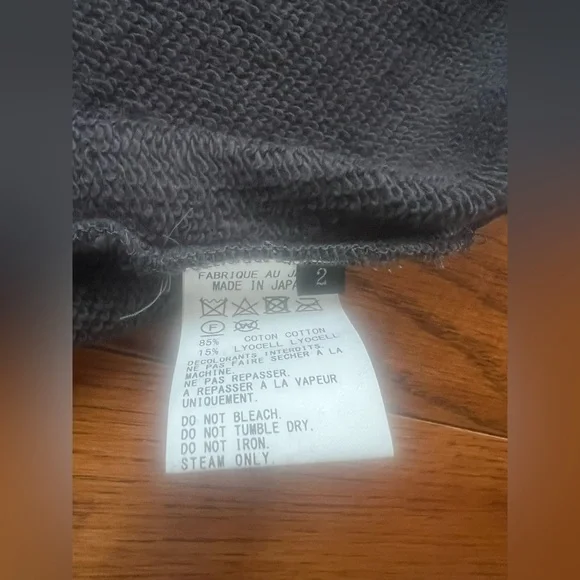 2
FABRIQUE AU JA
MADE IN JAPA
F W
85% COTON COTTON
15% LYOCELL LYOCELL
DECOLORANTS INTERDITS.
NE PAS FAIRE SECHER A LA
MACHINE.
NE PAS REPASSER.
A REPASSER A LA VAPEUR
UNIQUEMENT.
DO NOT BLEACH.
DO NOT TUMBLE DRY.
DO NOT IRON.
STEAM ONLY.